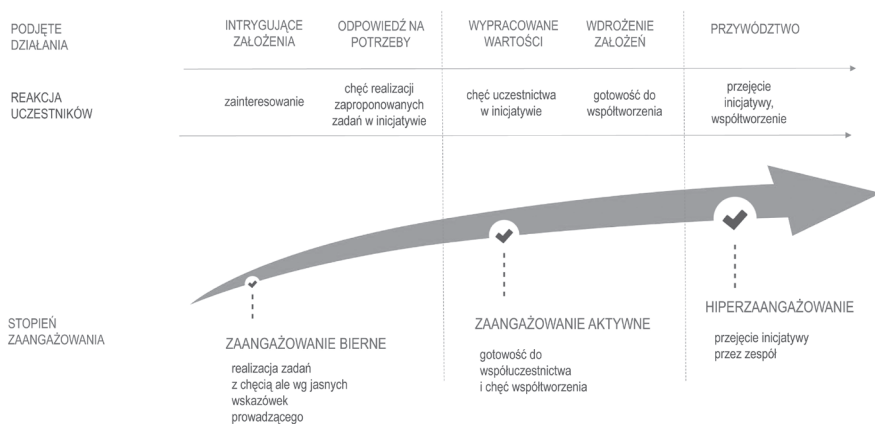 PODJĘTE
DZIAŁANIA
INTRYGUJĄCE
ZAŁOŻENIA
ODPOWIEDŹ NA
POTRZEBY
WYPRACOWANE
WARTOŚCI
WDROŻENIE
ZAŁOŻEŃ
PRZYWÓDZTWO
REAKCJA
UCZESTNIKÓW
zainteresowanie
chęć realizacji
zaproponowanych
zadań w inicjatywie
chęć uczestnictwa
w inicjatywie
gotowość do
współtworzenia
przejęcie
inicjatywy,
współtworzenie
STOPIEŃ
ZAANGAŻOWANIA
ZAANGAŻOWANIE BIERNE
realizacja zadań
z chęcią ale wg jasnych
wskazówek
prowadzącego
ZAANGAŻOWANIE AKTYWNE
gotowość do
współuczestnictwa
i chęć współtworzenia
HIPERZAANGAŻOWANIE
przejęcie inicjatywy
przez zespół